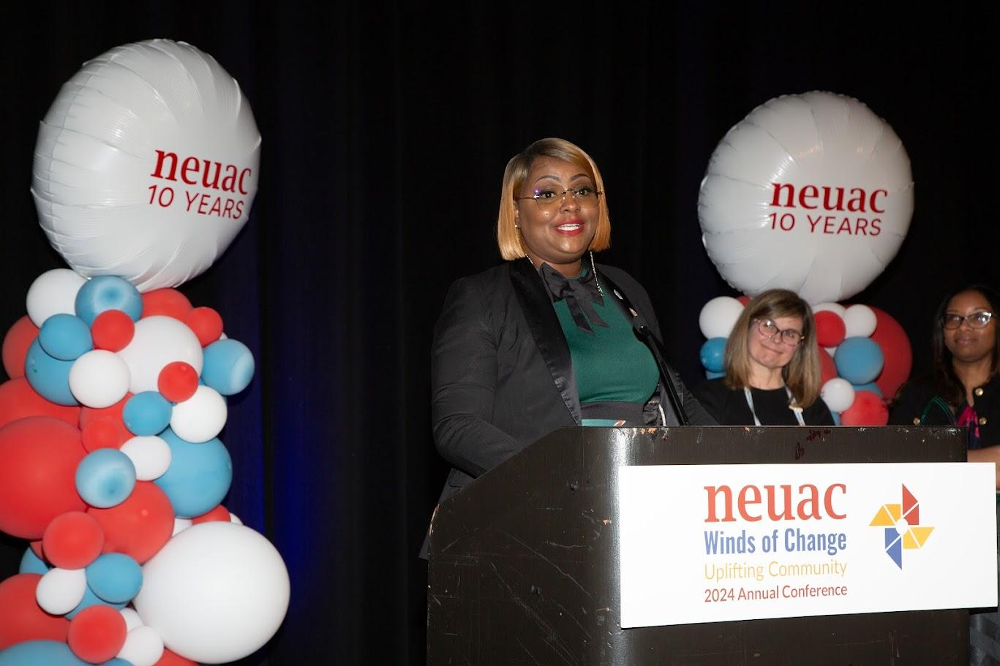 neuac
10 YEARS
neuac
10 YEARS
neuac
Winds of Change
Uplifting Community
2024 Annual Conference